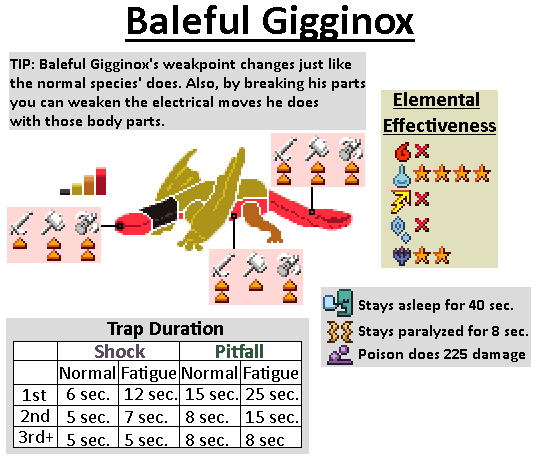 Baleful Gigginox
TIP: Baleful Gigginox's weakpoint changes just like
the normal species' does. Also, by breaking his parts
you can weaken the electrical moves he does
with those body parts.
Elemental
Effectiveness
Stays asleep for 40 sec.
Stays paralyzed for 8 sec.
Poison does 225 damage
Trap Duration
Shock Pitfall
Normal Fatigue Normal Fatigue
1st 6 sec. 12 sec. 15 sec. 25 sec.
2nd 5 sec. 7 sec. 8 sec. 15 sec.
3rd+ 5 sec. 5 sec. 8 sec. 8 sec